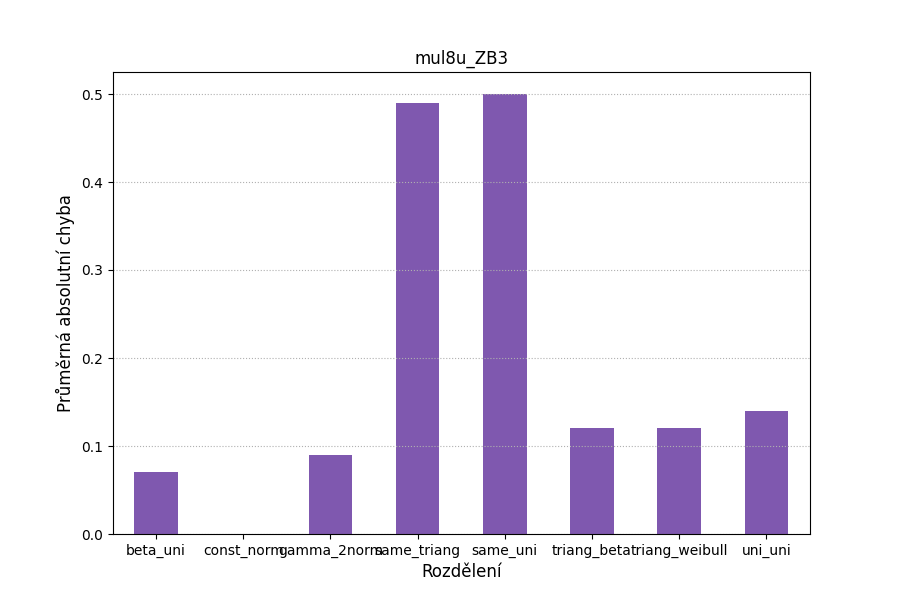 mul8u_ZB3
Průměrná absolutní chyba
0.5
0.4
0.3
0.2
0.1
0.0
beta_uni const_norm gamma_2norm same_triang same_uni triang_beta triang_weibull uni_uni
Rozdělení